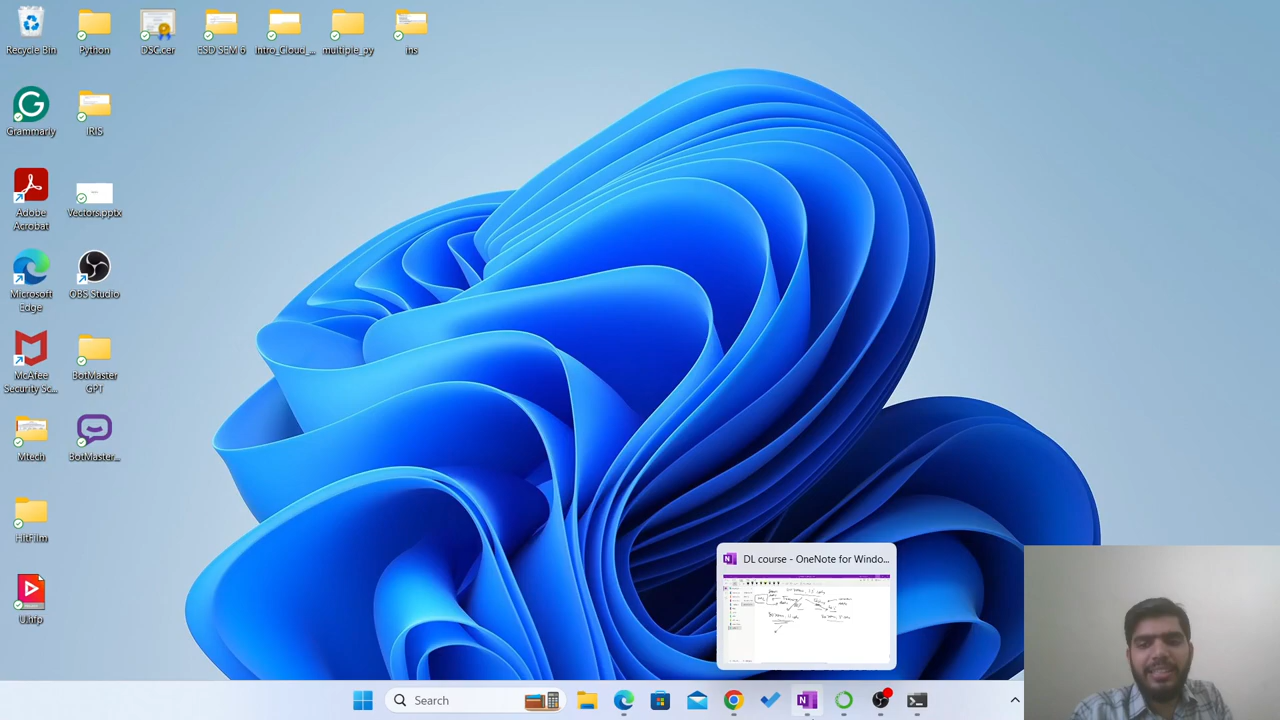 Recycle Bin
Python
DSC.cer
ESD SEM 6
Intro_Cloud_...
multiple_py
ins
Grammarly
IRIS
Adobe
Acrobat
Vectors.pptx
Microsoft
Edge
OBS Studio
McAfee
Security Sc...
BotMaster
GPT
Mtech
BotMaster...
HitFilm
U.hfp
DL course - OneNote for Windo...
Search